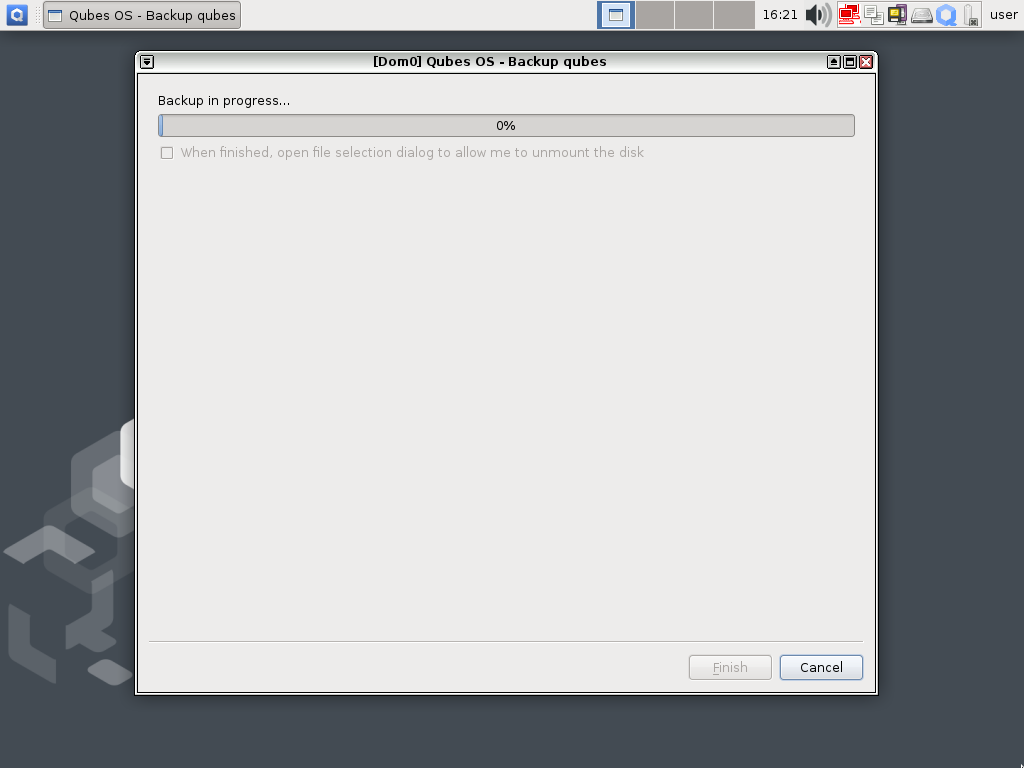 Qubes OS - Backup qubes
16:21
user
[Dom0] Qubes OS - Backup qubes
Backup in progress...
0%
When finished, open file selection dialog to allow me to unmount the disk
Finish
Cancel